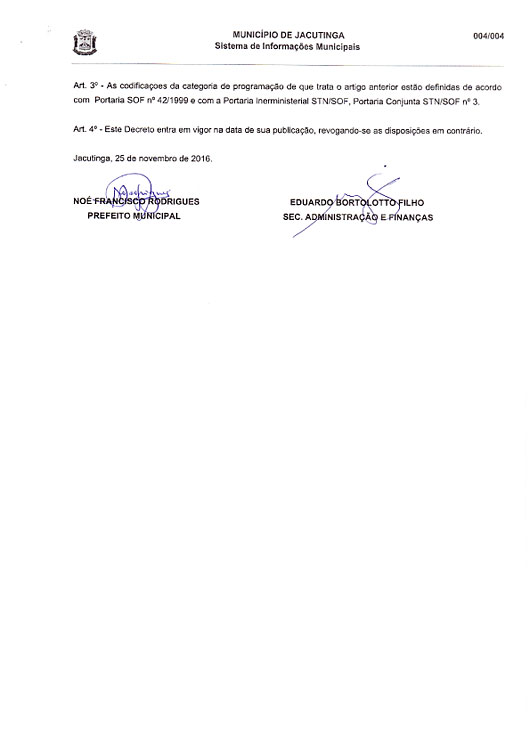 MUNICÍPIO DE JACUTINGA
004/004
Sistema de Informações Municipais
Art. 3º - As codificaçoes da categoria de programação de que trata o artigo anterior estão definidas de acordo
com Portaria SOF nº 42/1999 e com a Portaria Inerministerial STN/SOF, Portaria Conjunta STN/SOF nº 3.
Art. 4º - Este Decreto entra em vigor na data de sua publicação, revogando-se as disposições em contrário.
Jacutinga, 25 de novembro de 2016.
NOÉ FRANCISCO RODRIGUES
PREFEITO MUNICIPAL
EDUARDO BORTOLOTTO FILHO
SEC. ADMINISTRAÇÃO E FINANÇAS